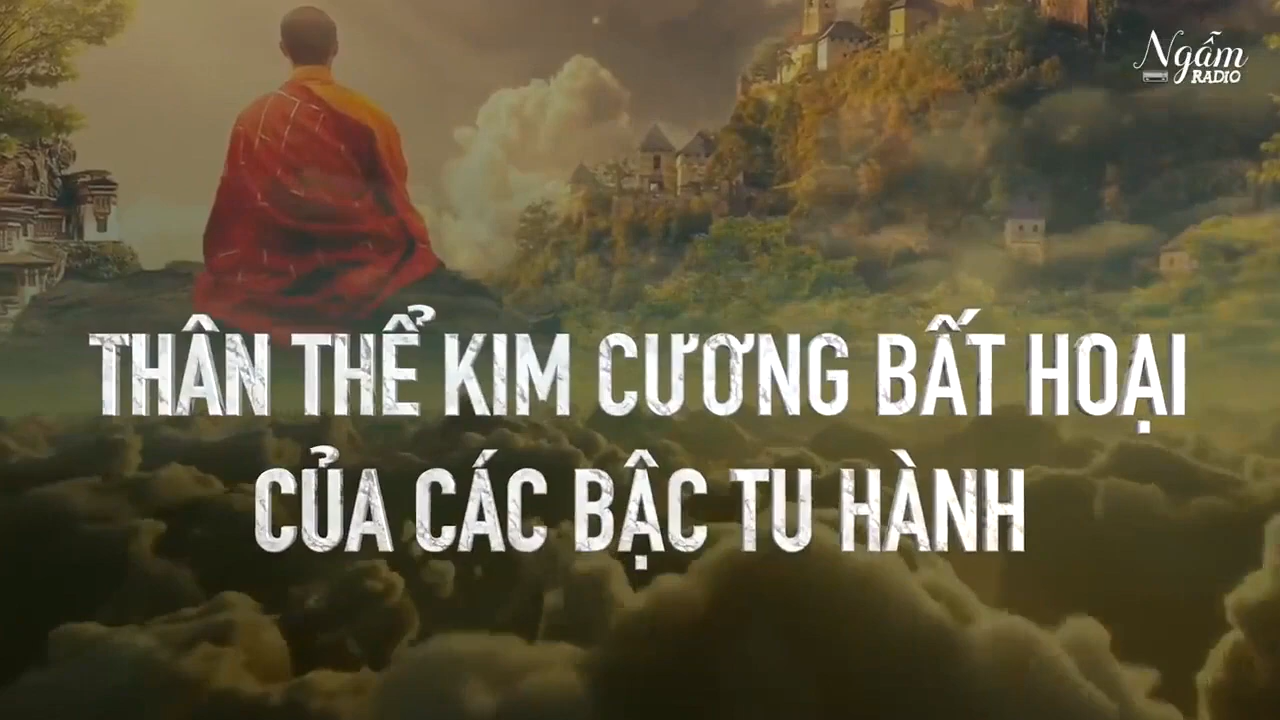 Ngẫm
RADIO
THÂN THỂ KIM CƯƠNG BẤT HOẠI
CỦA CÁC BẬC TU HÀNH